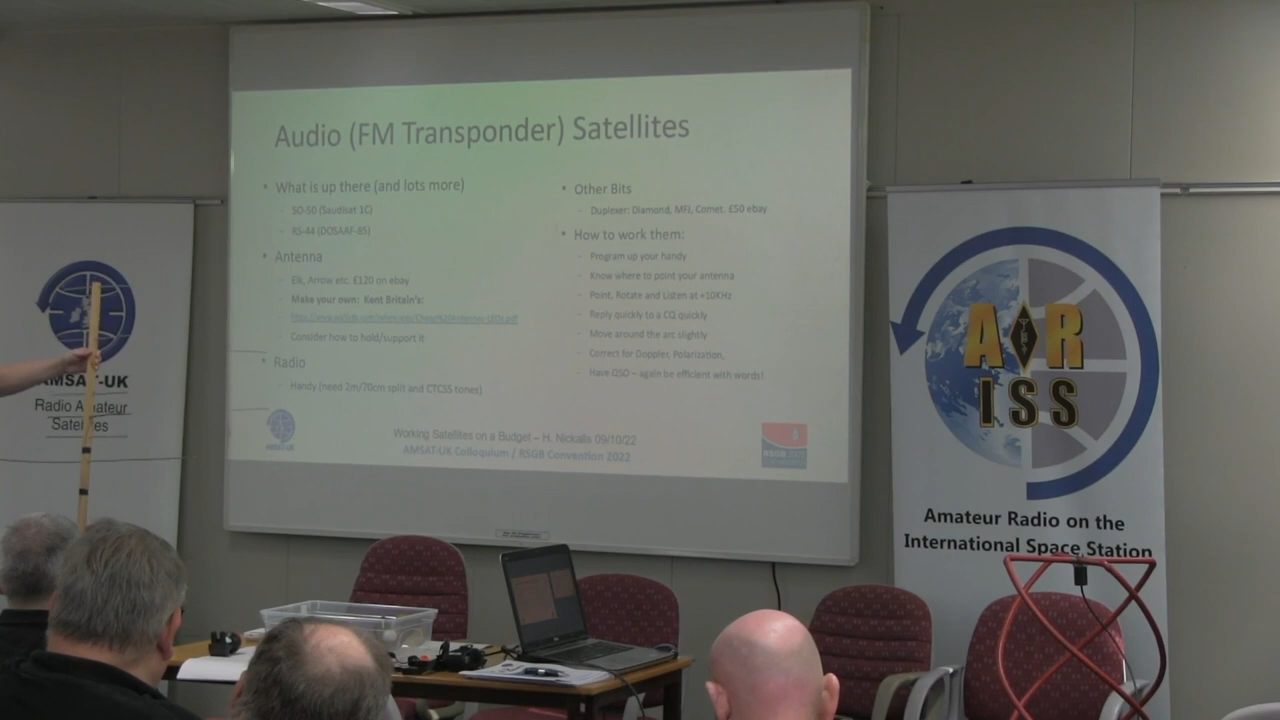 Audio (FM Transponder) Satellites
What is up there (and lots more)
SO-50 (Saudisat 1C)
RS-44 (DOSAAF-85)
Antenna
Elk, Arrow etc. £120 on ebay
Make your own: Kent Britain's:
Consider how to hold/support it
Radio
Handy (need 2m/70cm split and CTCSS tones)
Other Bits
Duplexer: Diamond, MFJ, Comet. £50 ebay
How to work them:
Program up your handy
Know where to point your antenna
Point, Rotate and Listen at +10KHz
Reply quickly to a CQ quickly
Move around the arc slightly
Correct for Doppler, Polarization,
Have QSO – again be efficient with words!
AMSAT-UK
Working Satellites on a Budget – H. Nickalls 09/10/22
AMSAT-UK Colloquium / RSGB Convention 2022
RSGB
AMSAT-UK
Radio Amateur
Satellites
ARISS
Amateur Radio on the
International Space Station